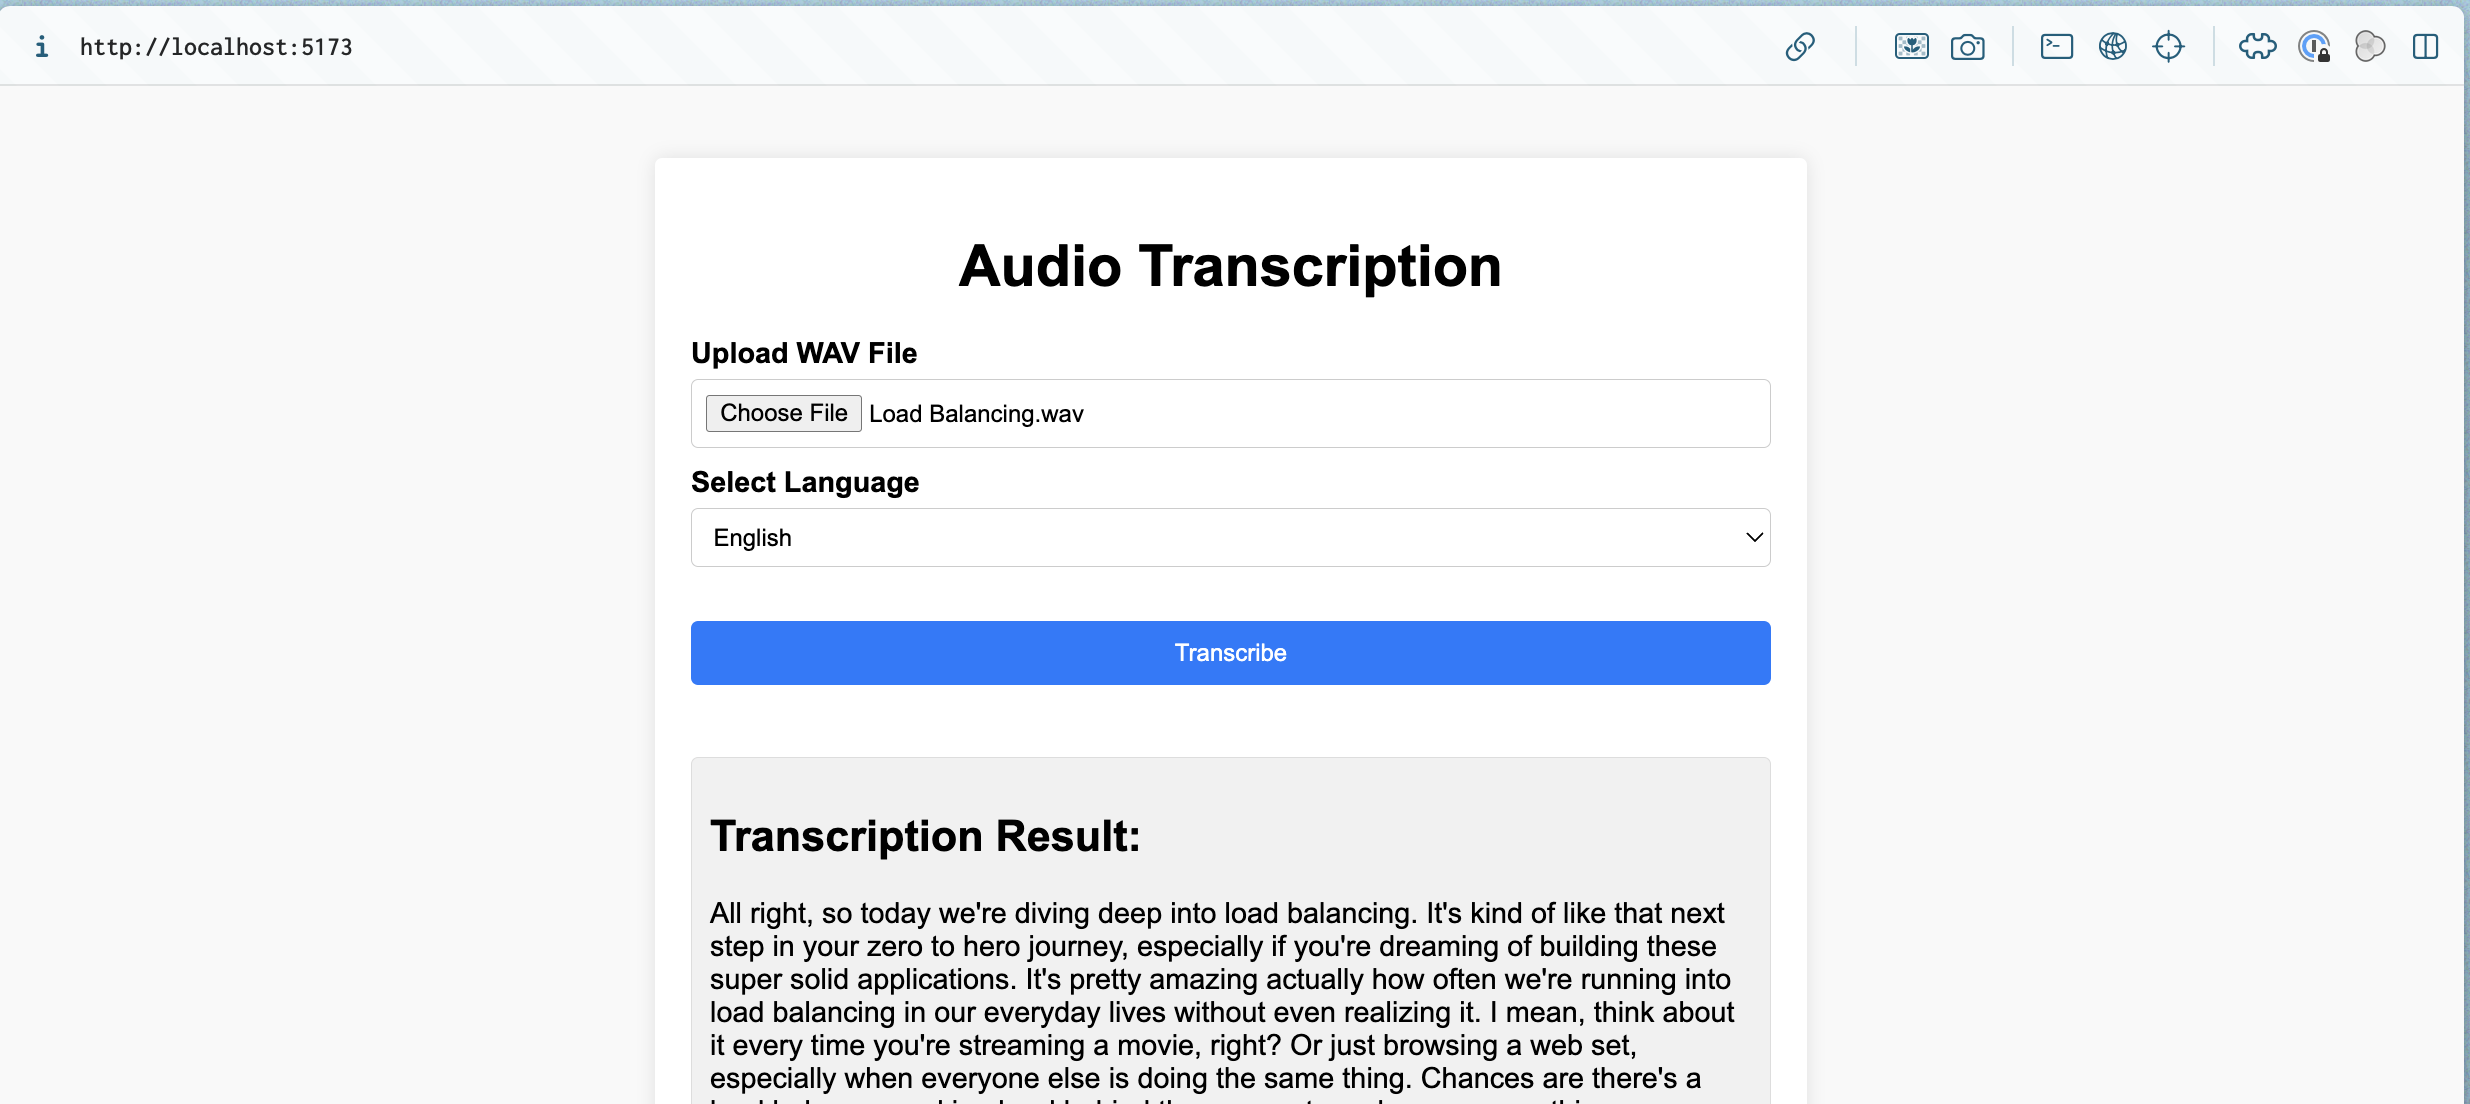 http://localhost:5173
Audio Transcription
Upload WAV File
Choose File Load Balancing.wav
Select Language
English
Transcribe
Transcription Result:
All right, so today we're diving deep into load balancing. It's kind of like that next
step in your zero to hero journey, especially if you're dreaming of building these
super solid applications. It's pretty amazing actually how often we're running into
load balancing in our everyday lives without even realizing it. I mean, think about
it every time you're streaming a movie, right? Or just browsing a web set,
especially when everyone else is doing the same thing. Chances are there's a